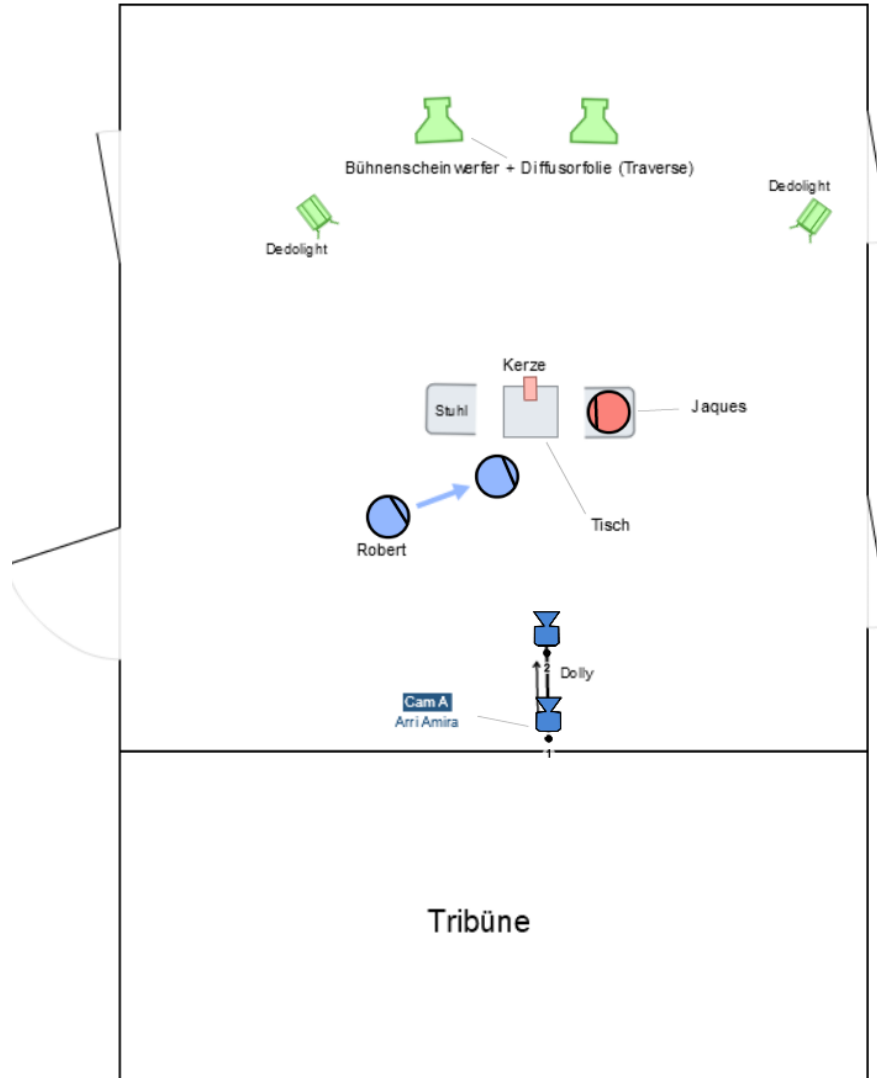 Bühnenscheinwerfer + Diffusorfolie (Traverse)
Dedolight
Dedolight
Kerze
Stuhl
Jaques
Robert
Tisch
2
Dolly
Cam A
Arri Amira
1
Tribüne